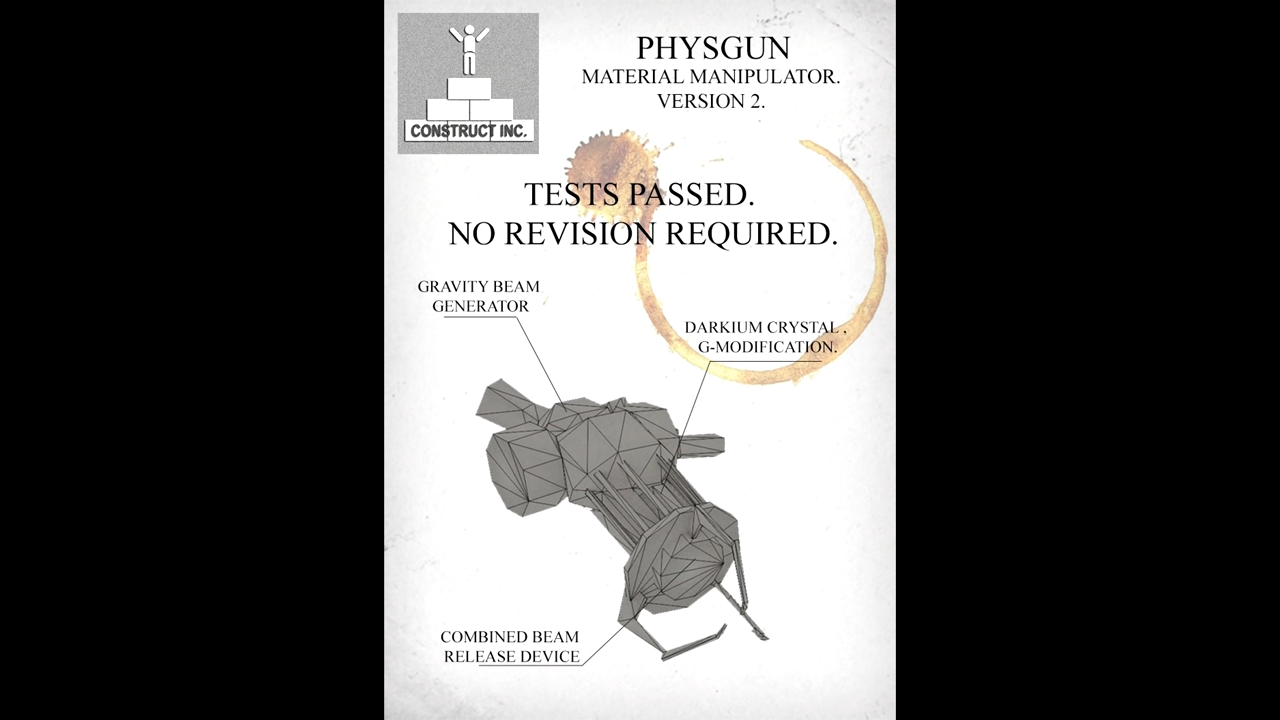 CONSTRUCT INC.
PHYSGUN
MATERIAL MANIPULATOR.
VERSION 2.
TESTS PASSED.
NO REVISION REQUIRED.
GRAVITY BEAM
GENERATOR
DARKIUM CRYSTAL ,
G-MODIFICATION.
COMBINED BEAM
RELEASE DEVICE